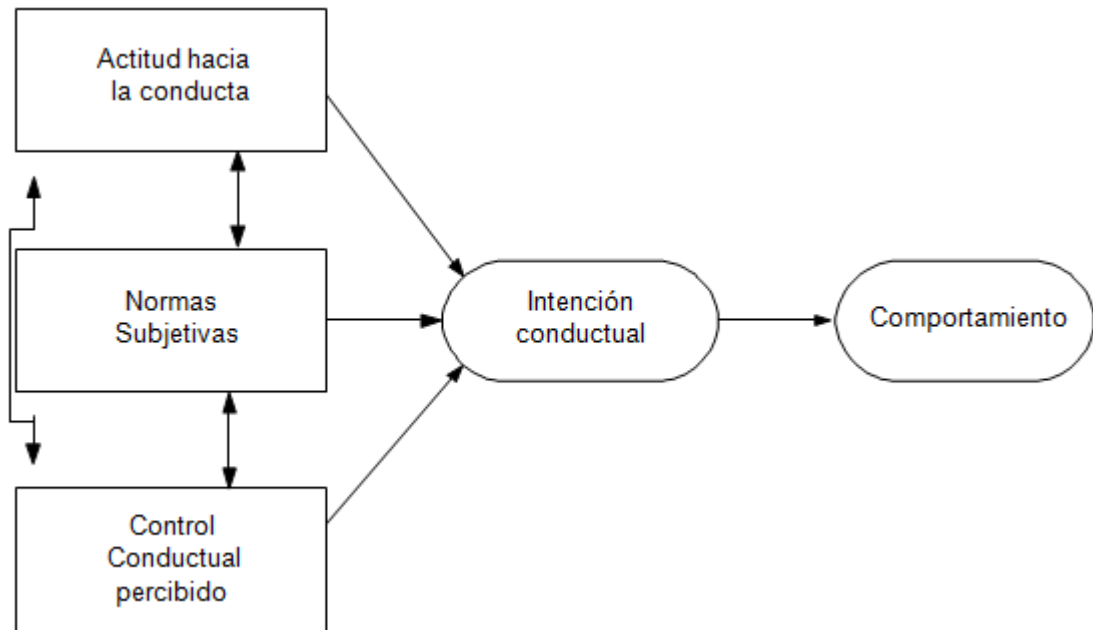 Actitud hacia
la conducta
Normas
Subjetivas
Control
Conductual
percibido
Intención
conductual
Comportamiento